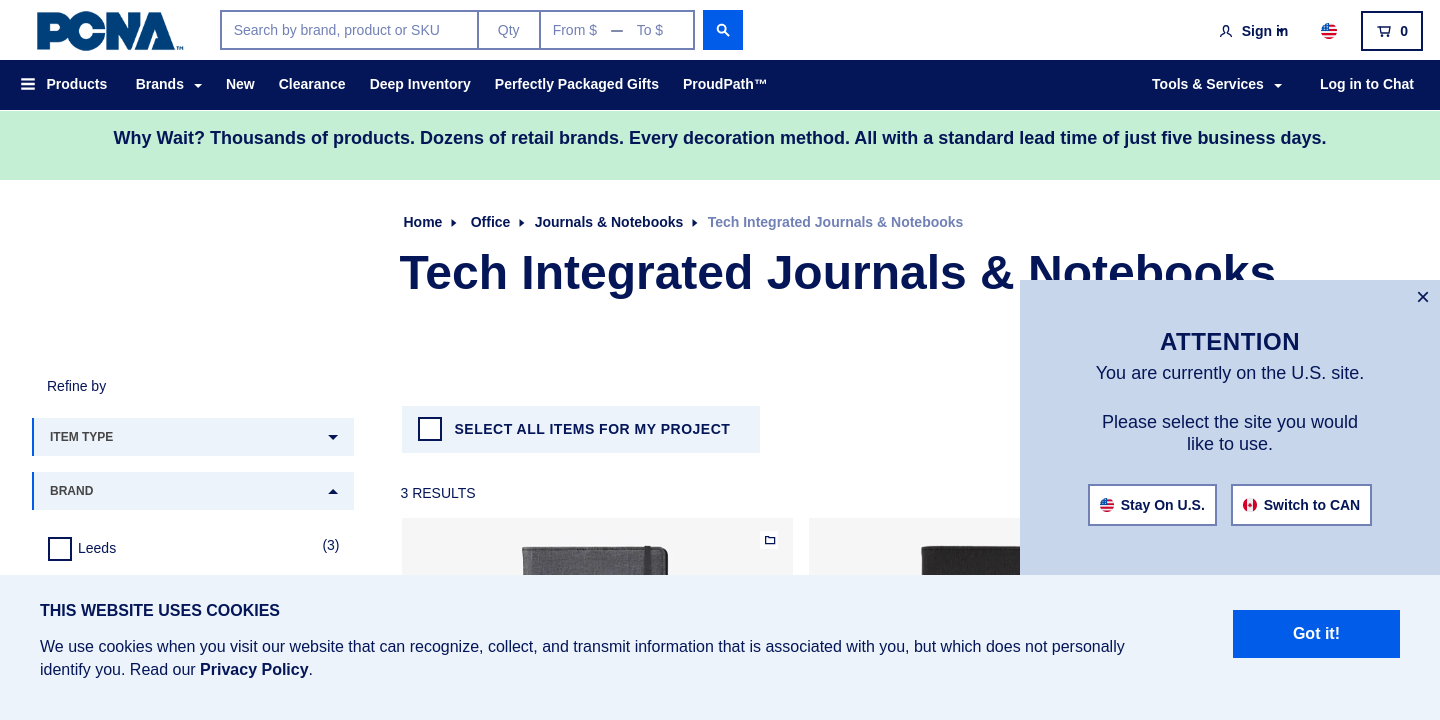 PCNA™
Search by brand, product or SKU
Qty
From $ — To $
Sign in
0
Products
Brands
New
Clearance
Deep Inventory
Perfectly Packaged Gifts
ProudPath™
Tools & Services
Log in to Chat
Why Wait? Thousands of products. Dozens of retail brands. Every decoration method. All with a standard lead time of just five business days.
Home
Office
Journals & Notebooks
Tech Integrated Journals & Notebooks
Tech Integrated Journals & Notebooks
×
ATTENTION
You are currently on the U.S. site.
Please select the site you would
like to use.
Stay On U.S.
Switch to CAN
Refine by
ITEM TYPE
BRAND
Leeds
(3)
SELECT ALL ITEMS FOR MY PROJECT
3 RESULTS
THIS WEBSITE USES COOKIES
We use cookies when you visit our website that can recognize, collect, and transmit information that is associated with you, but which does not personally
identify you. Read our Privacy Policy.
Got it!